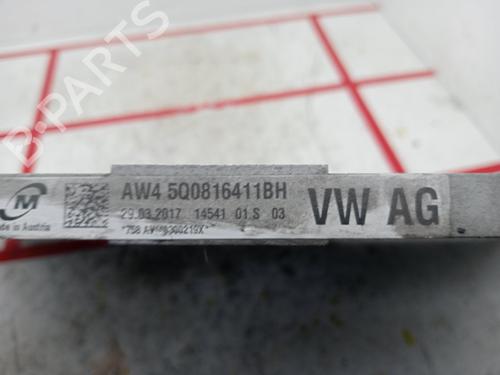 B-PARTS
AW4 5Q0816411BH
VW AG
M
29.03.2017 14541 01 S 03
Made in Austria